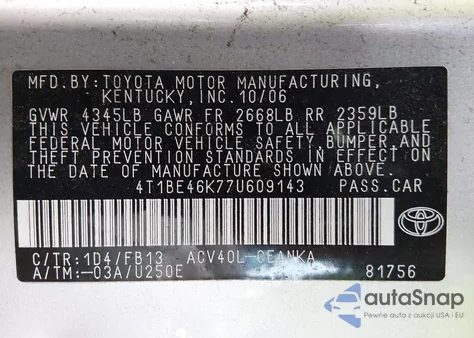 MFD. BY: TOYOTA MOTOR MANUFACTURING,
KENTUCKY, INC. 10/06
GVWR 4345LB GAWR FR 2668LB RR 2359LB
THIS VEHICLE CONFORMS TO ALL APPLICABLE
FEDERAL MOTOR VEHICLE SAFETY, BUMPER, AND
THEFT PREVENTION STANDARDS IN EFFECT ON
THE DATE OF MANUFACTURE SHOWN ABOVE.
4T1BE46K77U609143 PASS.CAR
C/TR: 1D4/FB13 ACV40L-CEANKA
A/TM: -03A/U250E 81756
autoSnap
Pewne auta z aukcji USA i EU